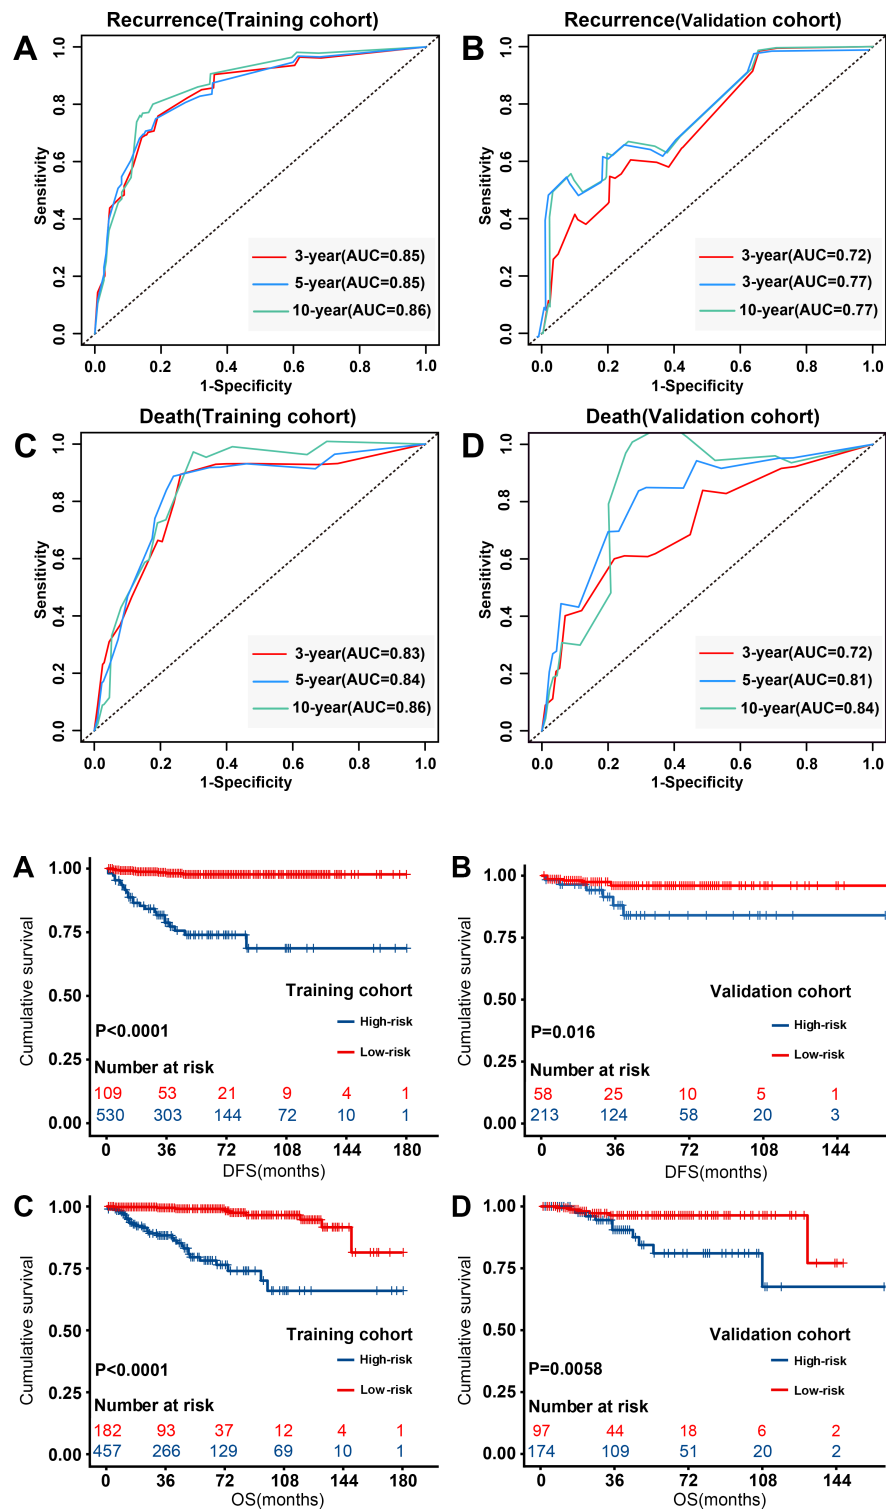 Recurrence(Training cohort)
A
Sensitivity
1.0
0.8
0.6
0.4
0.2
0.0
3-year(AUC=0.85)
5-year(AUC=0.85)
10-year(AUC=0.86)
0.0 0.2 0.4 0.6 0.8 1.0
1-Specificity
Recurrence(Validation cohort)
B
Sensitivity
1.0
0.8
0.6
0.4
0.2
0.0
3-year(AUC=0.72)
3-year(AUC=0.77)
10-year(AUC=0.77)
0.0 0.2 0.4 0.6 0.8 1.0
1-Specificity
Death(Training cohort)
C
Sensitivity
1.0
0.8
0.6
0.4
0.2
0.0
3-year(AUC=0.83)
5-year(AUC=0.84)
10-year(AUC=0.86)
0.0 0.2 0.4 0.6 0.8 1.0
1-Specificity
Death(Validation cohort)
D
Sensitivity
1.0
0.8
0.6
0.4
0.2
0.0
3-year(AUC=0.72)
5-year(AUC=0.81)
10-year(AUC=0.84)
0.0 0.2 0.4 0.6 0.8 1.0
1-Specificity
A
Cumulative survival
1.00
0.75
0.50
0.25
0.00
Training cohort
High-risk
Low-risk
P<0.0001
Number at risk
109 53 21 9 4 1
530 303 144 72 10 1
0 36 72 108 144 180
DFS(months)
B
Cumulative survival
1.00
0.75
0.50
0.25
0.00
Validation cohort
High-risk
Low-risk
P=0.016
Number at risk
58 25 10 5 1
213 124 58 20 3
0 36 72 108 144
DFS(months)
C
Cumulative survival
1.00
0.75
0.50
0.25
0.00
Training cohort
High-risk
Low-risk
P<0.0001
Number at risk
182 93 37 12 4 1
457 266 129 69 10 1
0 36 72 108 144 180
OS(months)
D
Cumulative survival
1.00
0.75
0.50
0.25
0.00
Validation cohort
High-risk
Low-risk
P=0.0058
Number at risk
97 44 18 6 2
174 109 51 20 2
0 36 72 108 144
OS(months)